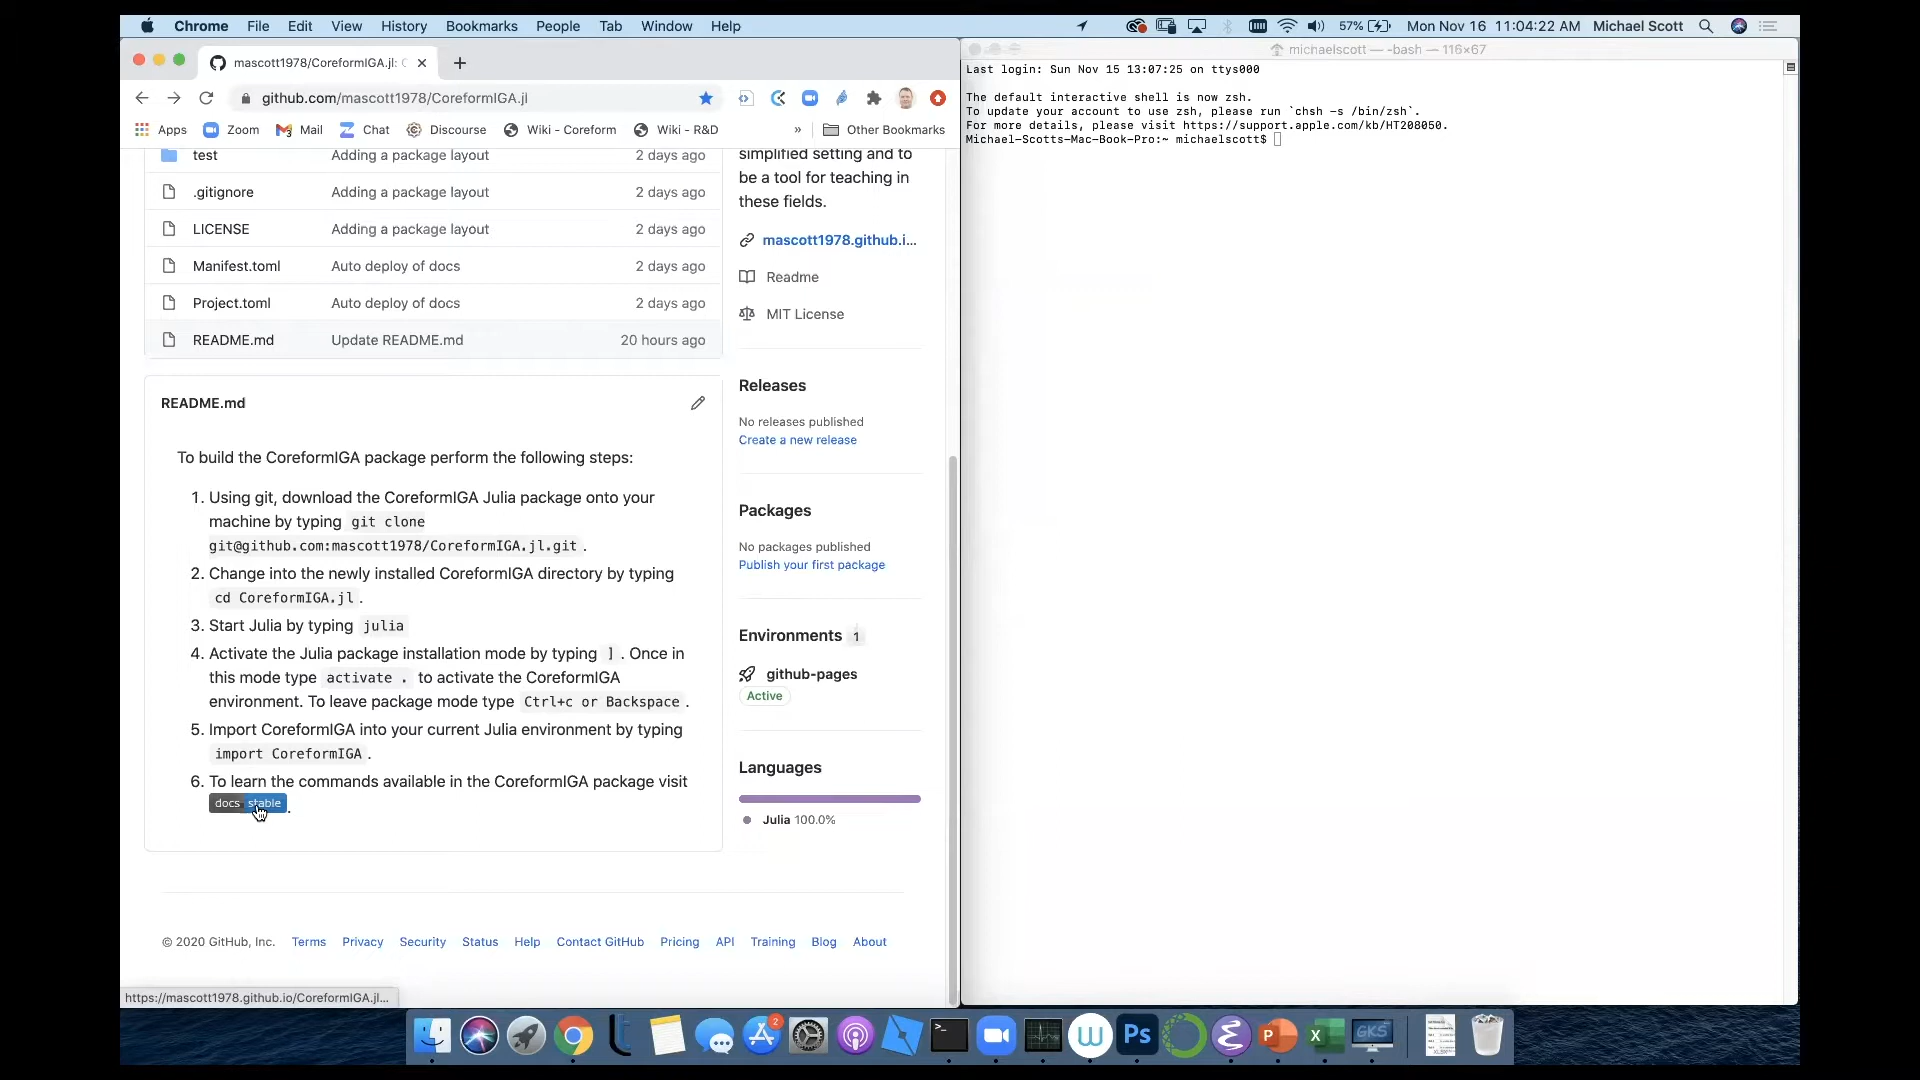 Chrome File Edit View History Bookmarks People Tab Window Help 57% Mon Nov 16 11:04:22 AM Michael Scott
mascott1978/CoreformIGA.jl: C
github.com/mascott1978/CoreformIGA.jl
Apps Zoom Mail Chat Discourse Wiki - Coreform Wiki - R&D » Other Bookmarks
test Adding a package layout 2 days ago
.gitignore Adding a package layout 2 days ago
LICENSE Adding a package layout 2 days ago
Manifest.toml Auto deploy of docs 2 days ago
Project.toml Auto deploy of docs 2 days ago
README.md Update README.md 20 hours ago
README.md
To build the CoreformIGA package perform the following steps:
1. Using git, download the CoreformIGA Julia package onto your
machine by typing git clone
git@github.com:mascott1978/CoreformIGA.jl.git .
2. Change into the newly installed CoreformIGA directory by typing
cd CoreformIGA.jl .
3. Start Julia by typing julia
4. Activate the Julia package installation mode by typing ] . Once in
this mode type activate . to activate the CoreformIGA
environment. To leave package mode type Ctrl+c or Backspace .
5. Import CoreformIGA into your current Julia environment by typing
import CoreformIGA .
6. To learn the commands available in the CoreformIGA package visit
docs stable .
simplified setting and to
be a tool for teaching in
these fields.
mascott1978.github.i...
Readme
MIT License
Releases
No releases published
Create a new release
Packages
No packages published
Publish your first package
Environments 1
github-pages
Active
Languages
Julia 100.0%
© 2020 GitHub, Inc. Terms Privacy Security Status Help Contact GitHub Pricing API Training Blog About
https://mascott1978.github.io/CoreformIGA.jl...
michaelscott — -bash — 116×67
Last login: Sun Nov 15 13:07:25 on ttys000
The default interactive shell is now zsh.
To update your account to use zsh, please run `chsh -s /bin/zsh`.
For more details, please visit https://support.apple.com/kb/HT208050.
Michael-Scotts-Mac-Book-Pro:~ michaelscott$
2
>_
W
Ps
P
X
GKS